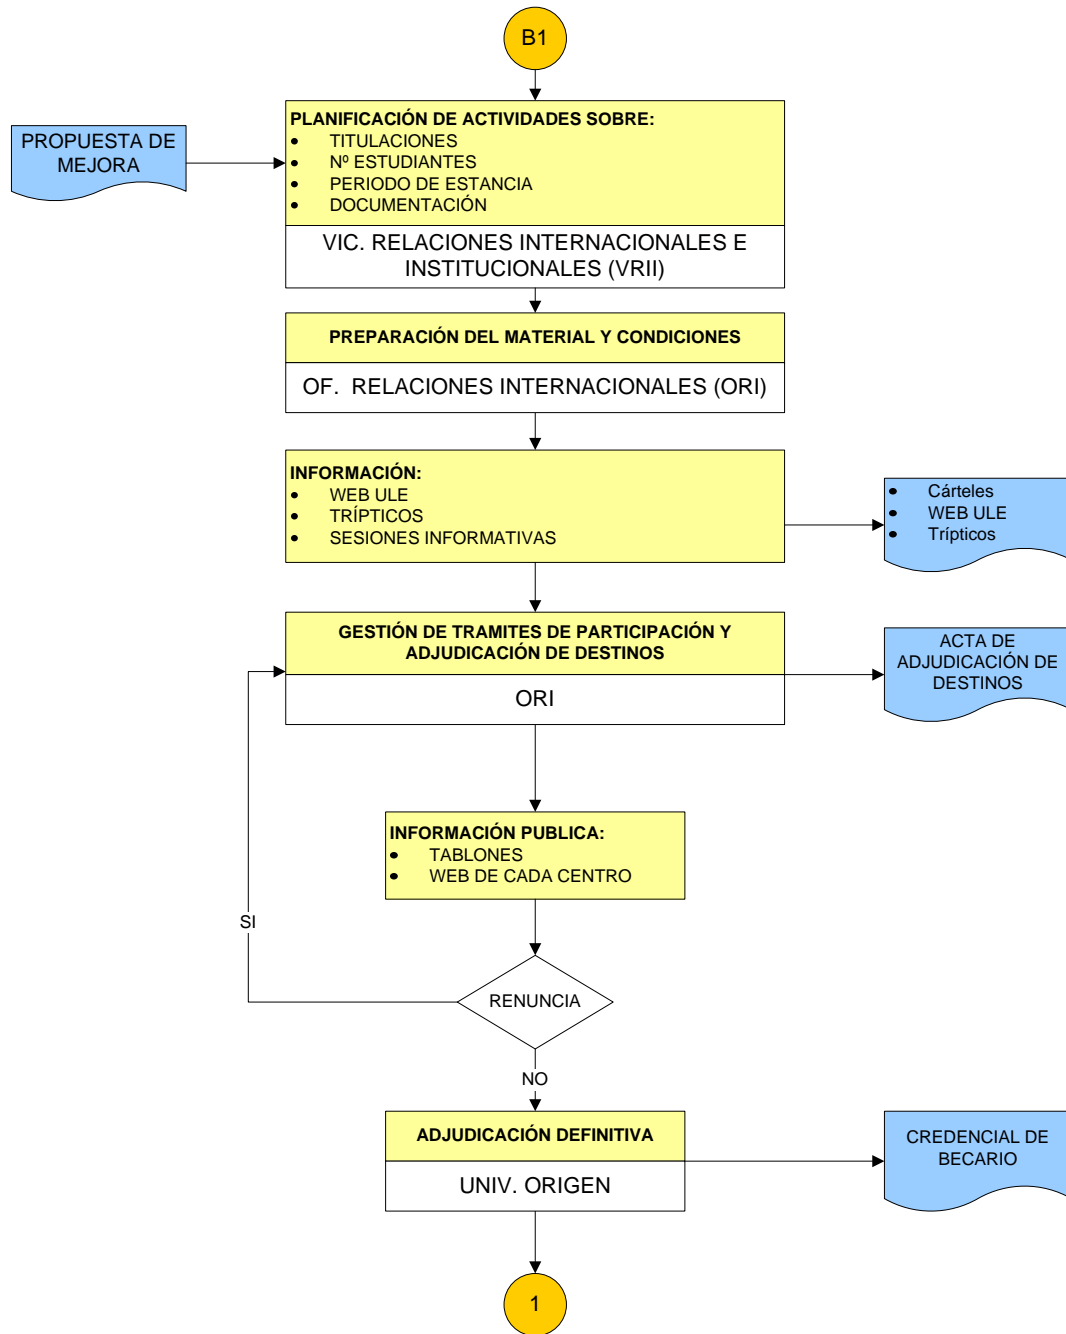 B1
PROPUESTA DE
MEJORA
PLANIFICACIÓN DE ACTIVIDADES SOBRE:
• TITULACIONES
• Nº ESTUDIANTES
• PERIODO DE ESTANCIA
• DOCUMENTACIÓN
VIC. RELACIONES INTERNACIONALES E
INSTITUCIONALES (VRII)
PREPARACIÓN DEL MATERIAL Y CONDICIONES
OF. RELACIONES INTERNACIONALES (ORI)
INFORMACIÓN:
• WEB ULE
• TRÍPTICOS
• SESIONES INFORMATIVAS
• Cárteles
• WEB ULE
• Trípticos
GESTIÓN DE TRAMITES DE PARTICIPACIÓN Y
ADJUDICACIÓN DE DESTINOS
ORI
ACTA DE
ADJUDICACIÓN DE
DESTINOS
INFORMACIÓN PUBLICA:
• TABLONES
• WEB DE CADA CENTRO
SI
RENUNCIA
NO
ADJUDICACIÓN DEFINITIVA
UNIV. ORIGEN
CREDENCIAL DE
BECARIO
1